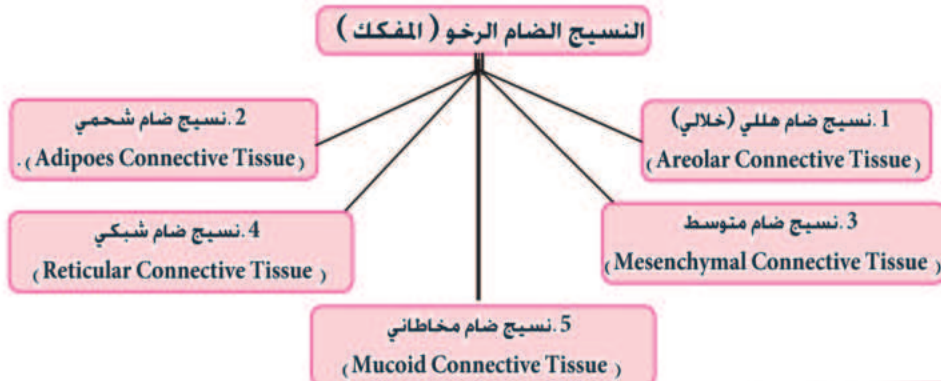 النسيج الضام الرخو ( المفكك )
1.نسيج ضام هللي (خلالي)
(Areolar Connective Tissue)
2.نسيج ضام شحمي
(Adipoes Connective Tissue).
3.نسيج ضام متوسط
(Mesenchymal Connective Tissue)
4.نسيج ضام شبكي
(Reticular Connective Tissue)
5.نسيج ضام مخاطاني
(Mucoid Connective Tissue)